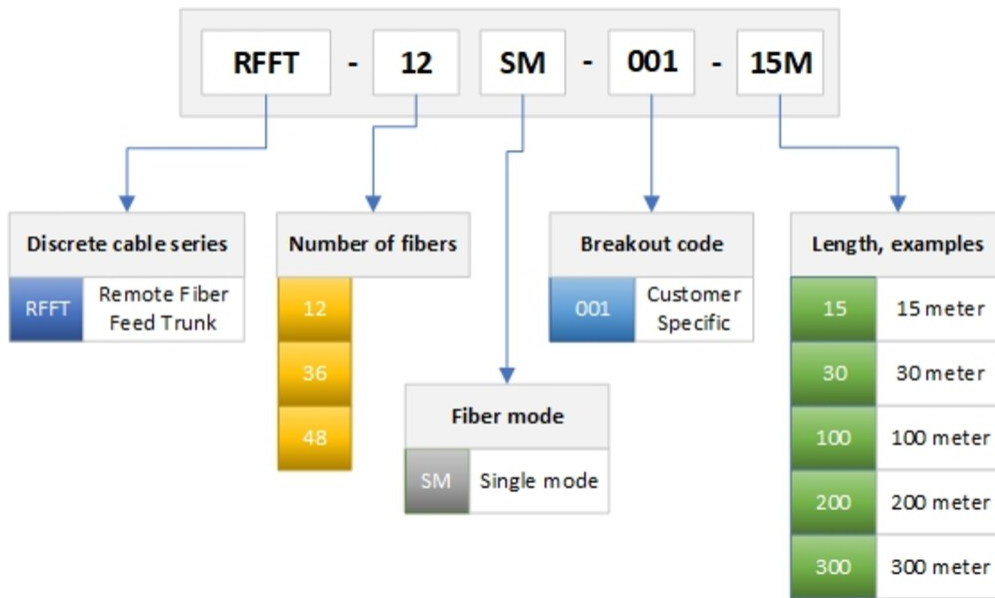 RFFT - 12 SM - 001 - 15M
Discrete cable series
RFFT Remote Fiber
Feed Trunk
Number of fibers
12
36
48
Fiber mode
SM Single mode
Breakout code
001 Customer
Specific
Length, examples
15 15 meter
30 30 meter
100 100 meter
200 200 meter
300 300 meter